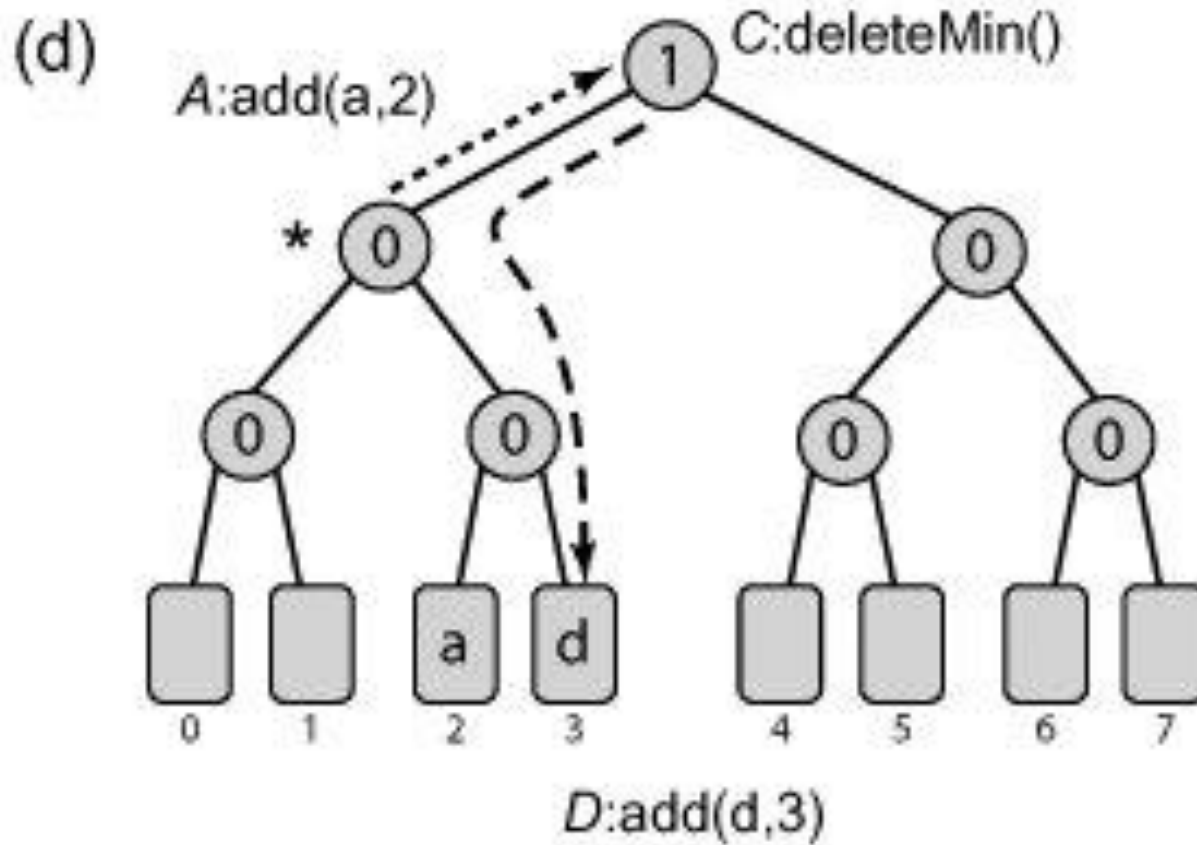 (d)
C:deleteMin()
A:add(a,2)
1
* 0 0
0 0 0 0
a d
0 1 2 3 4 5 6 7
D:add(d,3)